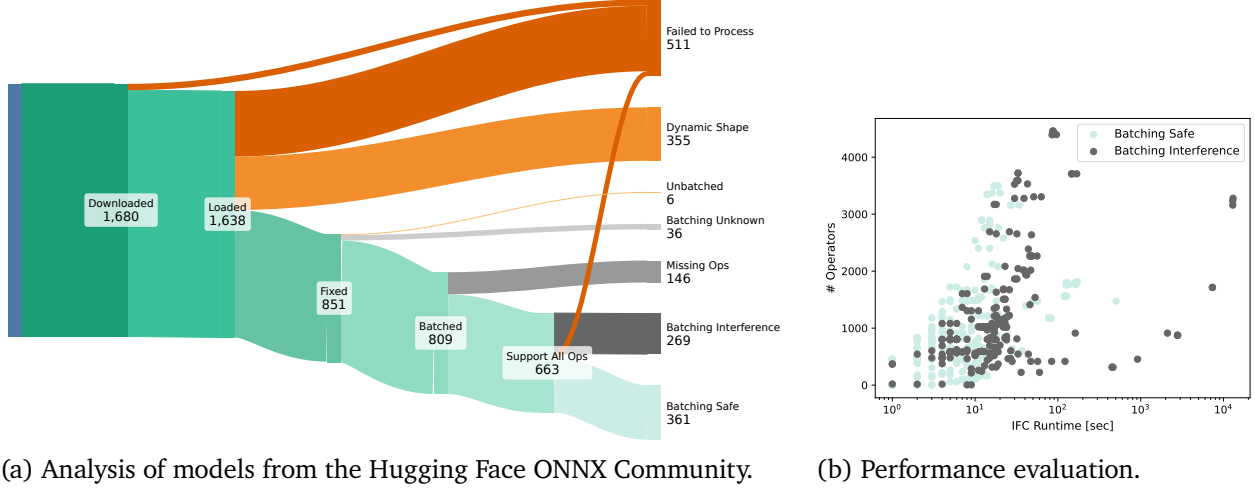 Failed to Process
511
Dynamic Shape
355
Unbatched
6
Batching Unknown
36
Missing Ops
146
Batching Interference
269
Batching Safe
361
Downloaded
1,680
Loaded
1,638
Fixed
851
Batched
809
Support All Ops
663
(a) Analysis of models from the Hugging Face ONNX Community.
Batching Safe
Batching Interference
# Operators
4000
3000
2000
1000
0
10⁰ 10¹ 10² 10³ 10⁴
IFC Runtime [sec]
(b) Performance evaluation.